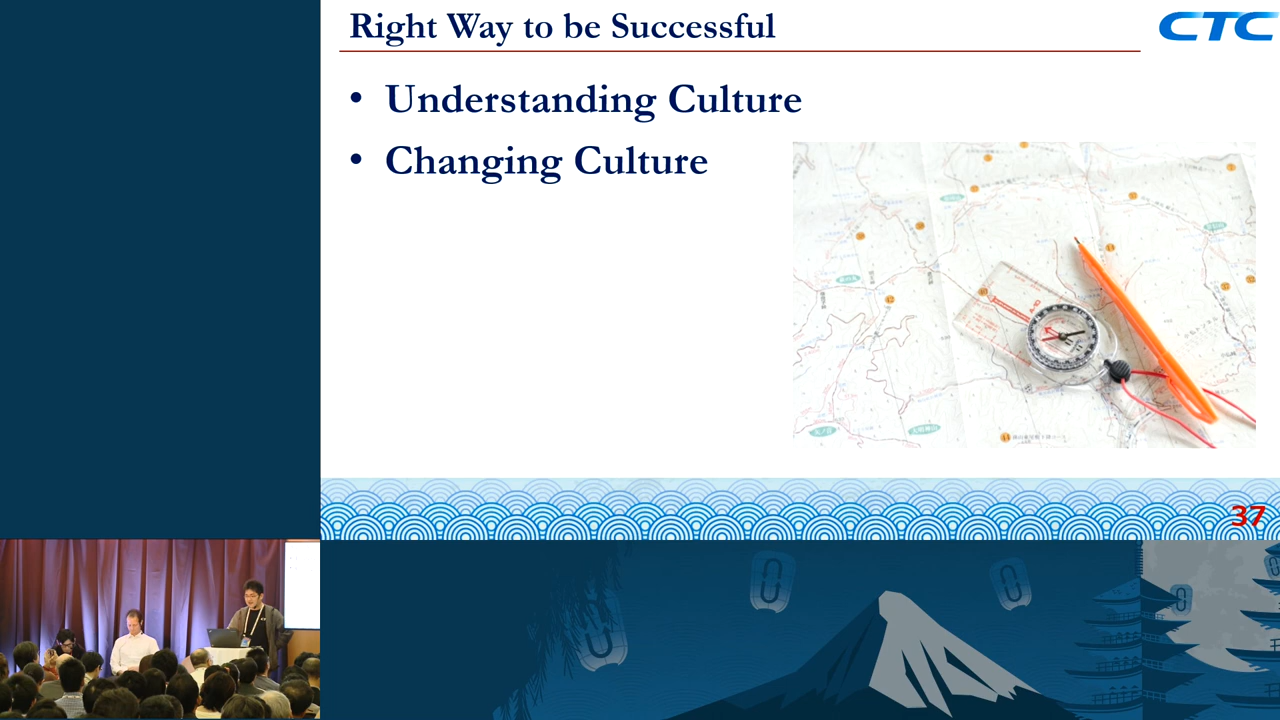 Right Way to be Successful
CTC
• Understanding Culture
• Changing Culture
37